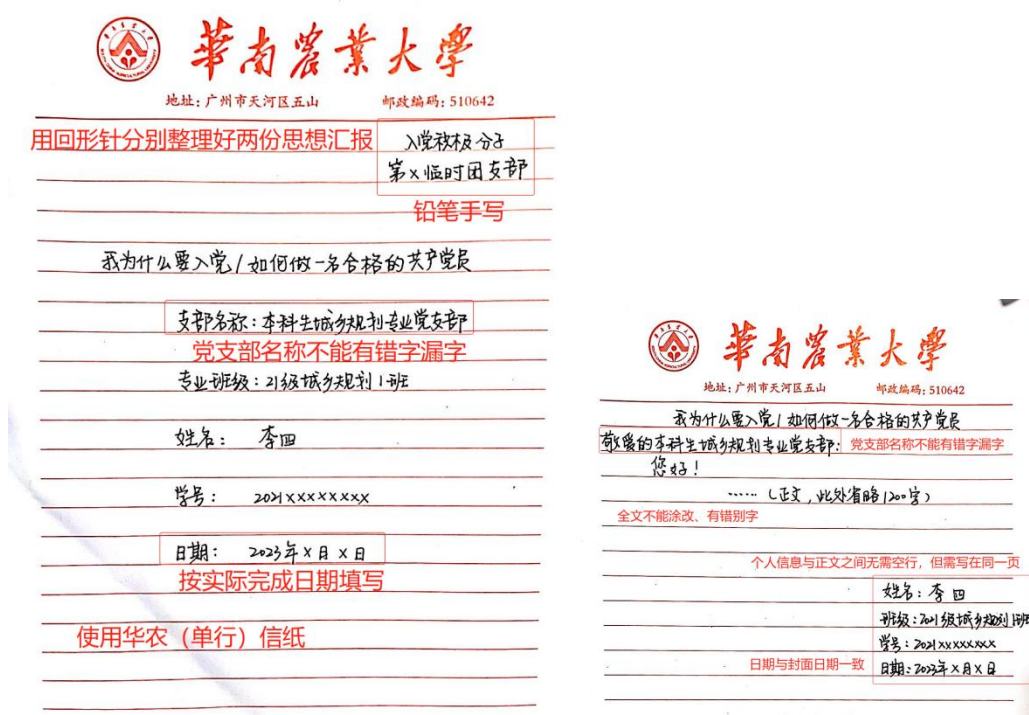 華南農業大學
地址：广州市天河区五山 邮政编码：510642
用回形针分别整理好两份思想汇报
入党积极分子
第×临时团支部
铅笔手写
我为什么要入党/如何做一名合格的共产党员
支部名称：本科生城乡规划专业党支部
党支部名称不能有错字漏字
专业班级：21级城乡规划1班
姓名： 李四
学号： 2021xxxxxxxx
日期： 2023年×月×日
按实际完成日期填写
使用华农（单行）信纸
華南農業大學
地址：广州市天河区五山 邮政编码：510642
我为什么要入党/如何做一名合格的共产党员
敬爱的本科生城乡规划专业党支部： 党支部名称不能有错字漏字
您好！
……（正文，此处省略1200字）
全文不能涂改、有错别字
个人信息与正文之间无需空行，但需写在同一页
姓名：李四
班级：2021级城乡规划1班
学号：2021xxxxxxxx
日期与封面日期一致 日期：2023年×月×日